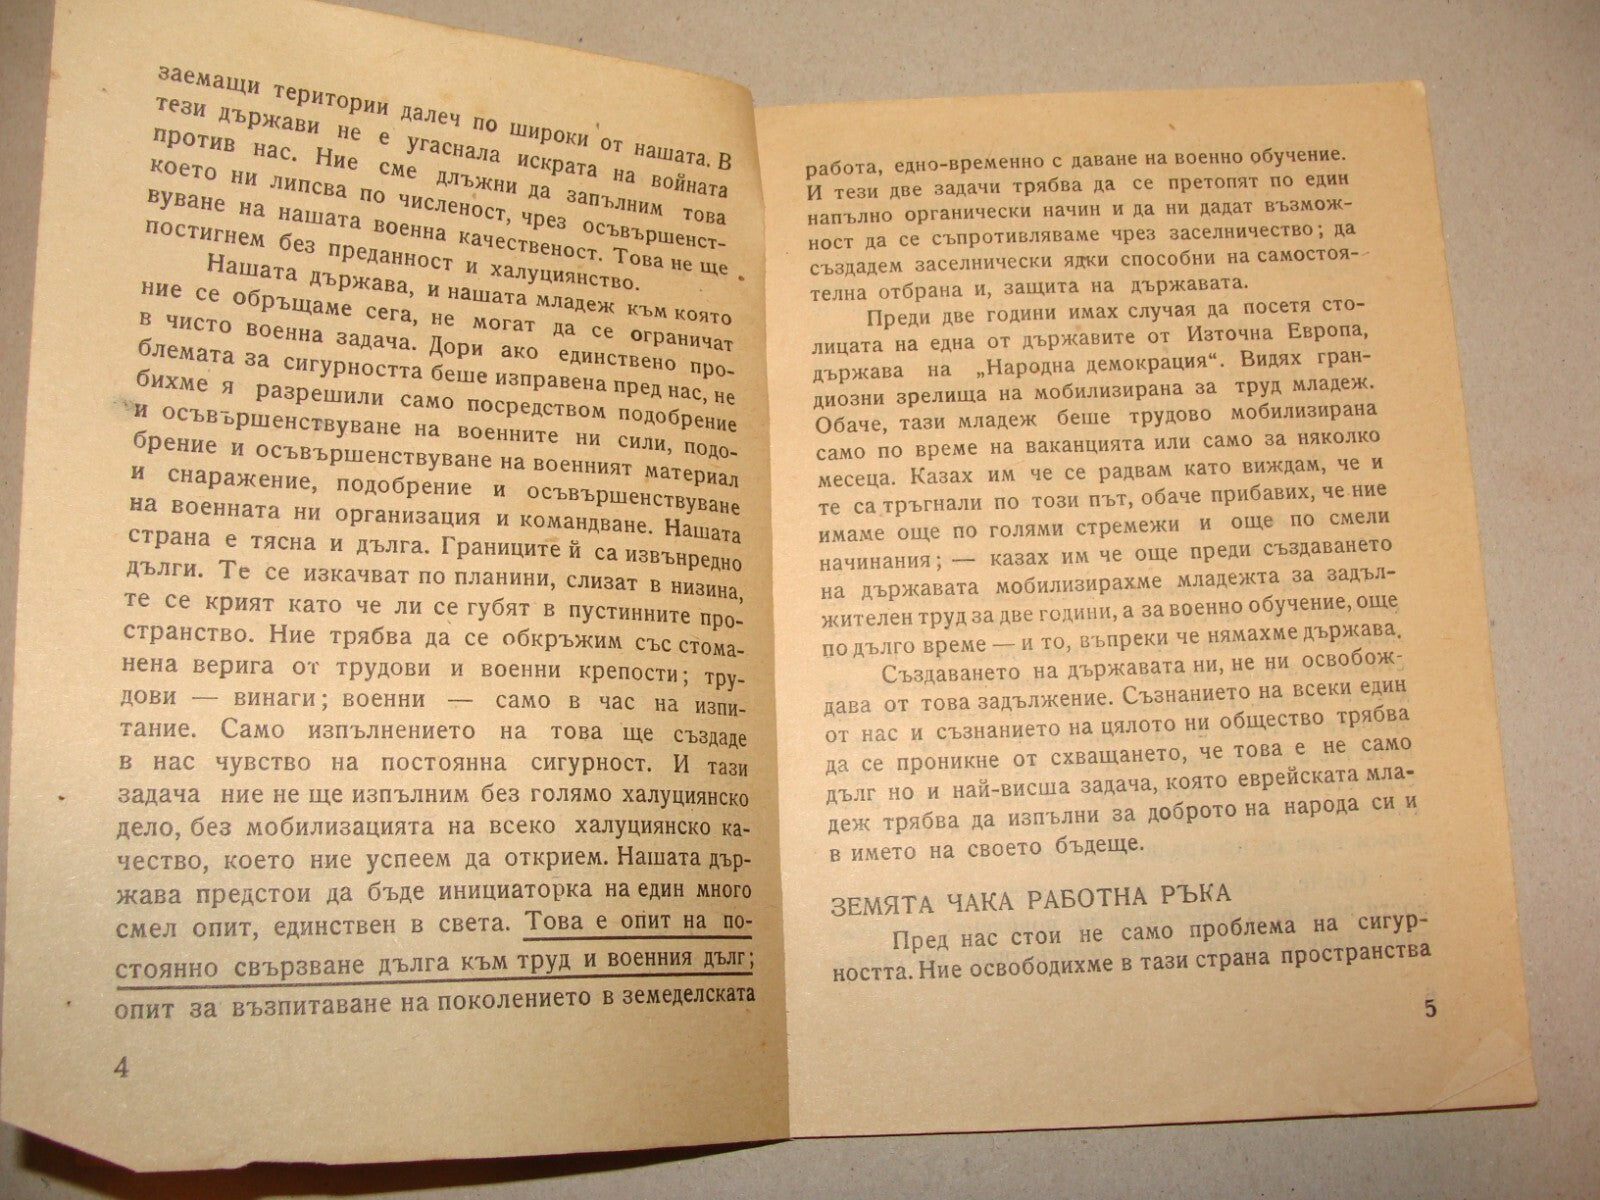 заемащи територии далеч по широки от нашата. В
тези държави не е угаснала искрата на войната
против нас. Ние сме длъжни да запълним това
което ни липсва по численост, чрез осъвършенст-
вуване на нашата военна качественост. Това не ще
постигнем без преданност и халуциянство.
Нашата държава, и нашата младеж към която
ние се обръщаме сега, не могат да се ограничат
в чисто военна задача. Дори ако единствено про-
блемата за сигурността беше изправена пред нас, не
бихме я разрешили само посредством подобрение
и осъвършенствуване на военните ни сили, подо-
брение и осъвършенствуване на военният материал
и снаражение, подобрение и осъвършенствуване
на военната ни организация и командване. Нашата
страна е тясна и дълга. Границите й са извънредно
дълги. Те се изкачват по планини, слизат в низина,
те се крият като че ли се губят в пустинните про-
странство. Ние трябва да се обкръжим със стома-
нена верига от трудови и военни крепости; тру-
дови — винаги; военни — само в час на изпи-
тание. Само изпълнението на това ще създаде
в нас чувство на постоянна сигурност. И тази
задача ние не ще изпълним без голямо халуциянско
дело, без мобилизацията на всеко халуциянско ка-
чество, което ние успеем да открием. Нашата дър-
жава предстои да бъде инициаторка на един много
смел опит, единствен в света. Това е опит на по-
стоянно свързване дълга към труд и военния дълг;
опит за възпитаване на поколението в земеделската
4
работа, едно-временно с даване на военно обучение.
И тези две задачи трябва да се претопят по един
напълно органически начин и да ни дадат възмож-
ност да се съпротивляваме чрез заселничество; да
създадем заселнически ядки способни на самостоя-
телна отбрана и, защита на държавата.
Преди две години имах случая да посетя сто-
лицата на една от държавите от Източна Европа,
държава на „Народна демокрация“. Видях гран-
диозни зрелища на мобилизирана за труд младеж.
Обаче, тази младеж беше трудово мобилизирана
само по време на ваканцията или само за няколко
месеца. Казах им че се радвам като виждам, че и
те са тръгнали по този път, обаче прибавих, че ние
имаме още по големи стремежи и още по смели
начинания; — казах им че още преди създаването
на държавата мобилизирахме младежта за задъл-
жителен труд за две години, а за военно обучение, още
по дълго време — и то, въпреки че нямахме държава.
Създаването на държавата ни, не ни освобож-
дава от това задължение. Съзнанието на всеки един
от нас и съзнанието на цялото ни общество трябва
да се проникне от схващането, че това е не само
дълг но и най-висша задача, която еврейската мла-
деж трябва да изпълни за доброто на народа си и
в името на своето бъдеще.
ЗЕМЯТА ЧАКА РАБОТНА РЪКА
Пред нас стои не само проблема на сигур-
ността. Ние освободихме в тази страна пространства
5